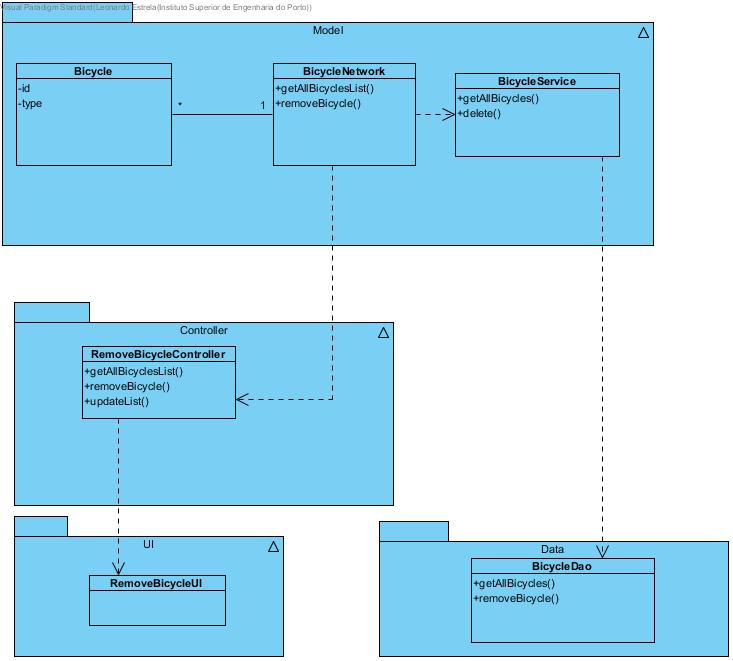 Visual Paradigm Standard(Leonardo Estrela(Instituto Superior de Engenharia do Porto))
Model
Bicycle
-id
-type
*
1
BicycleNetwork
+getAllBicyclesList()
+removeBicycle()
BicycleService
+getAllBicycles()
+delete()
Controller
RemoveBicycleController
+getAllBicyclesList()
+removeBicycle()
+updateList()
UI
RemoveBicycleUI
Data
BicycleDao
+getAllBicycles()
+removeBicycle()